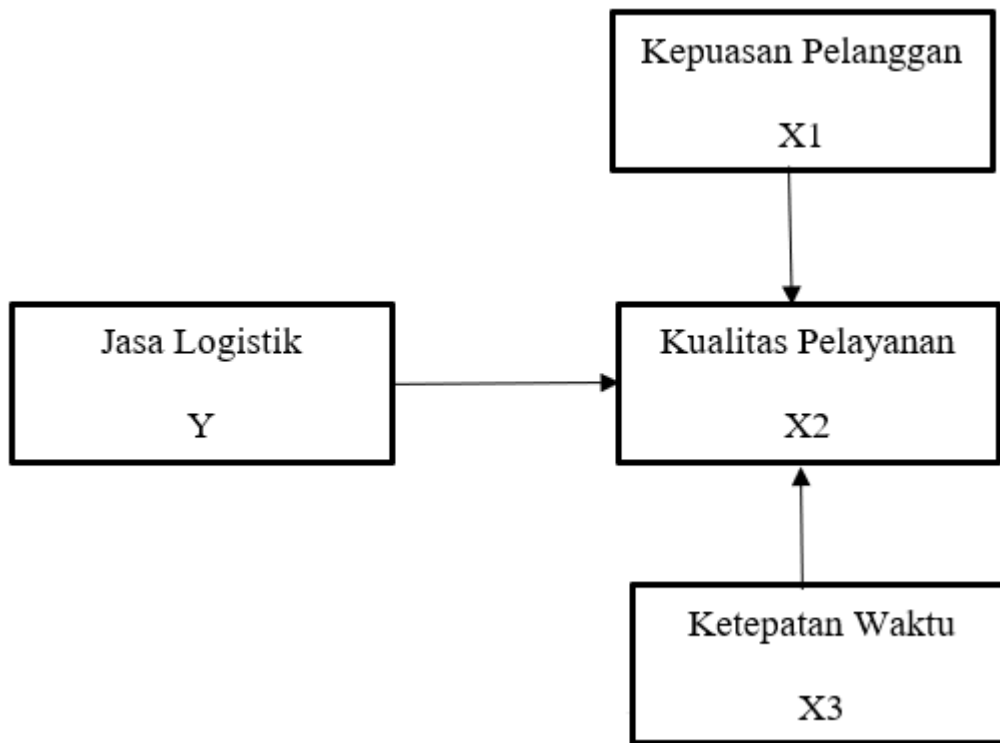 Kepuasan Pelanggan
X1
Jasa Logistik
Y
Kualitas Pelayanan
X2
Ketepatan Waktu
X3